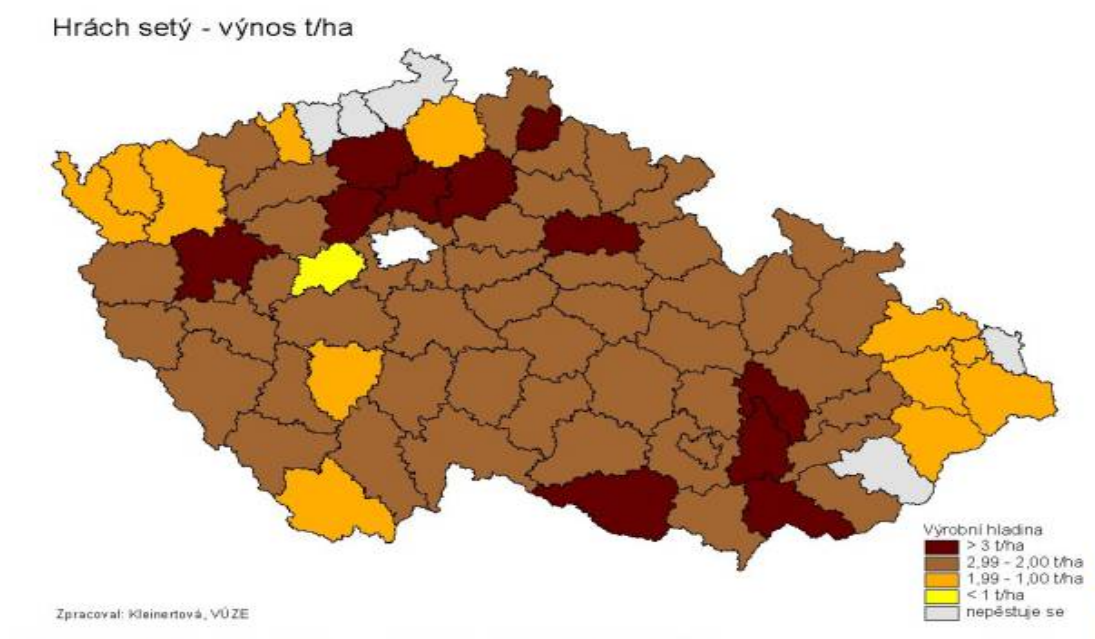 Hrách setý - výnos t/ha
Výrobní hladina
> 3 t/ha
2,99 - 2,00 t/ha
1,99 - 1,00 t/ha
< 1 t/ha
nepěstuje se
Zpracoval: Kleinertová, VÚZE